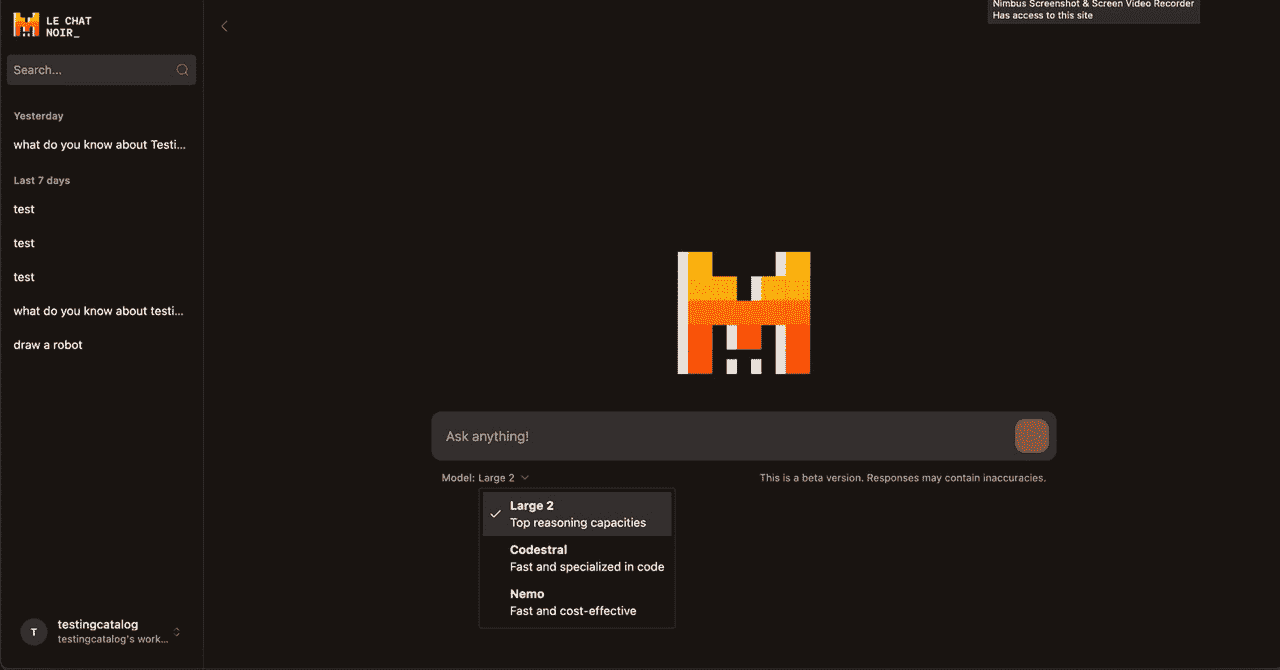 LE CHAT
NOIR_
Search...
Yesterday
what do you know about Testi...
Last 7 days
test
test
test
what do you know about testi...
draw a robot
T
testingcatalog
testingcatalog's work...
Nimbus Screenshot & Screen Video Recorder
Has access to this site
Ask anything!
Model: Large 2
This is a beta version. Responses may contain inaccuracies.
Large 2
Top reasoning capacities
Codestral
Fast and specialized in code
Nemo
Fast and cost-effective